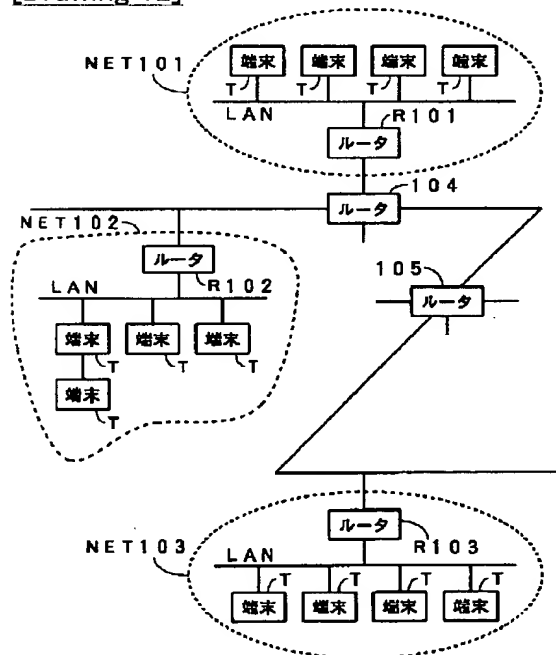 NET101
端末 端末 端末 端末
T T T T
LAN
R101
ルータ
104
ルータ
NET102
ルータ
105
LAN
R102
ルータ
端末 端末 端末
T T T
端末
T
ルータ
NET103
LAN
R103
T T T T
端末 端末 端末 端末